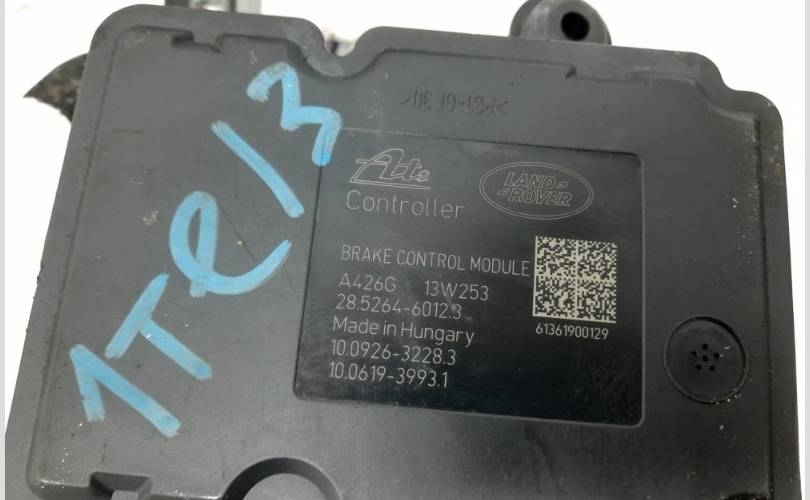 >PBT-GF30<
Ate
LAND
ROVER
Controller
BRAKE CONTROL MODULE
A426G 13W253
28.5264-6012.3
Made in Hungary
10.0926-3228.3
10.0619-3993.1
61361900129